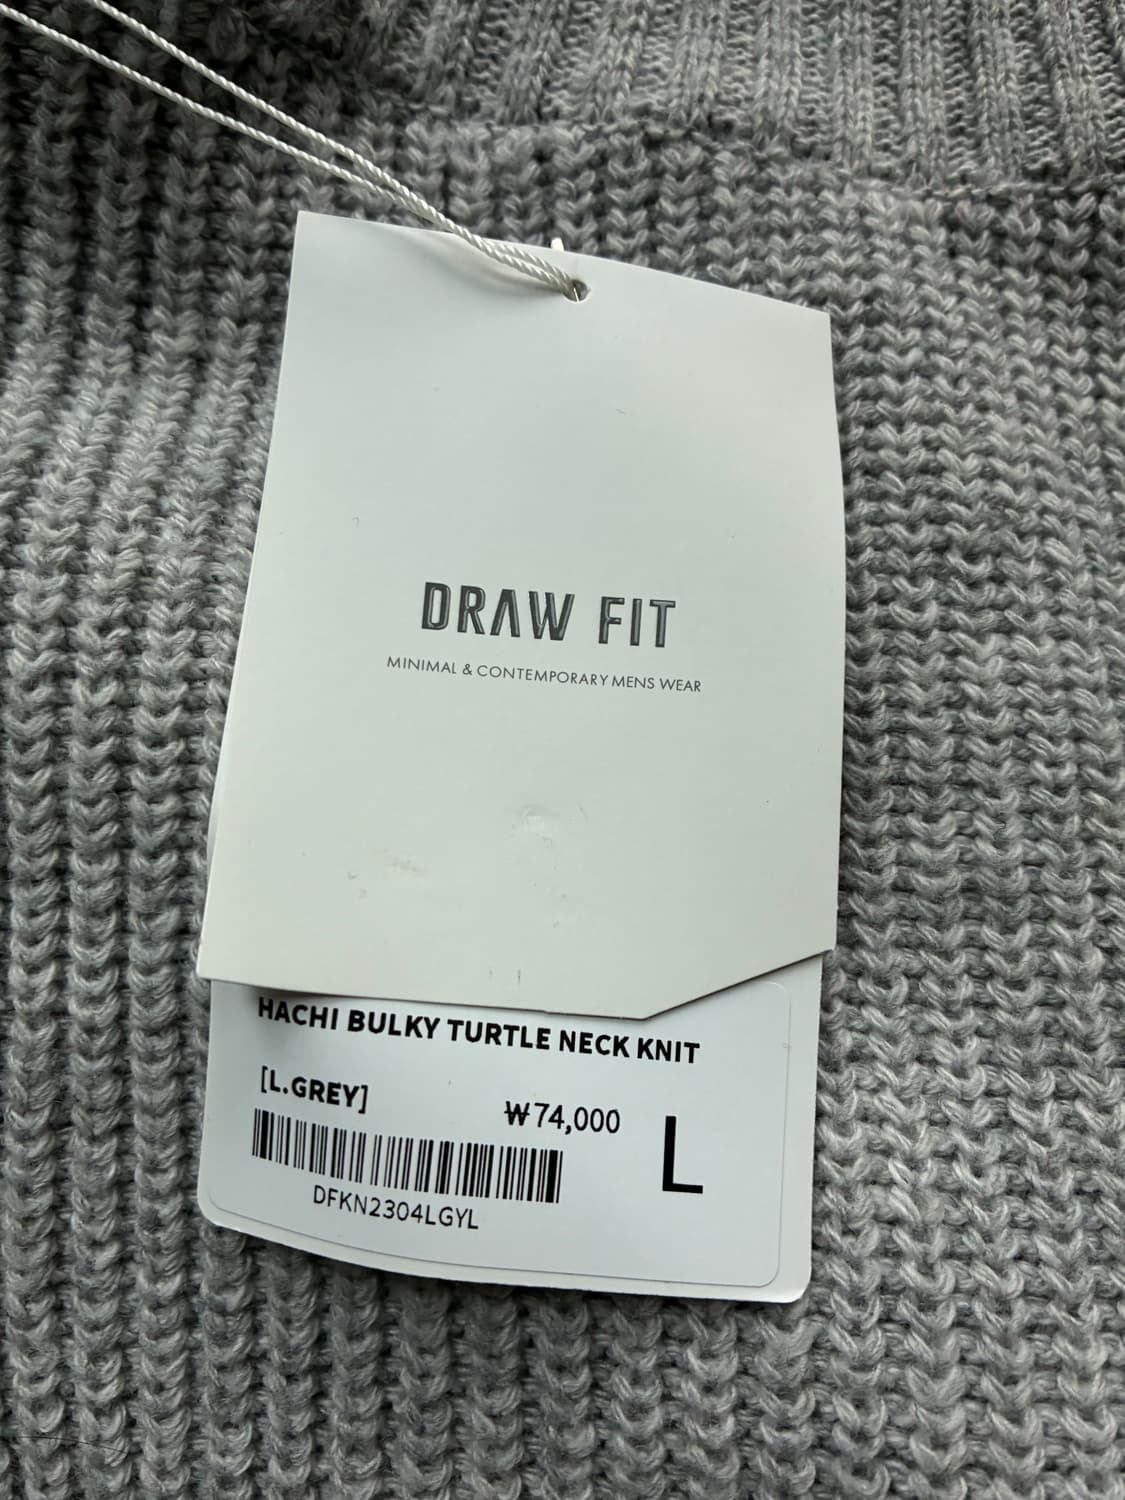 DRAW FIT
MINIMAL & CONTEMPORARY MENS WEAR
HACHI BULKY TURTLE NECK KNIT
[L.GREY]
₩74,000
L
DFKN2304LGYL